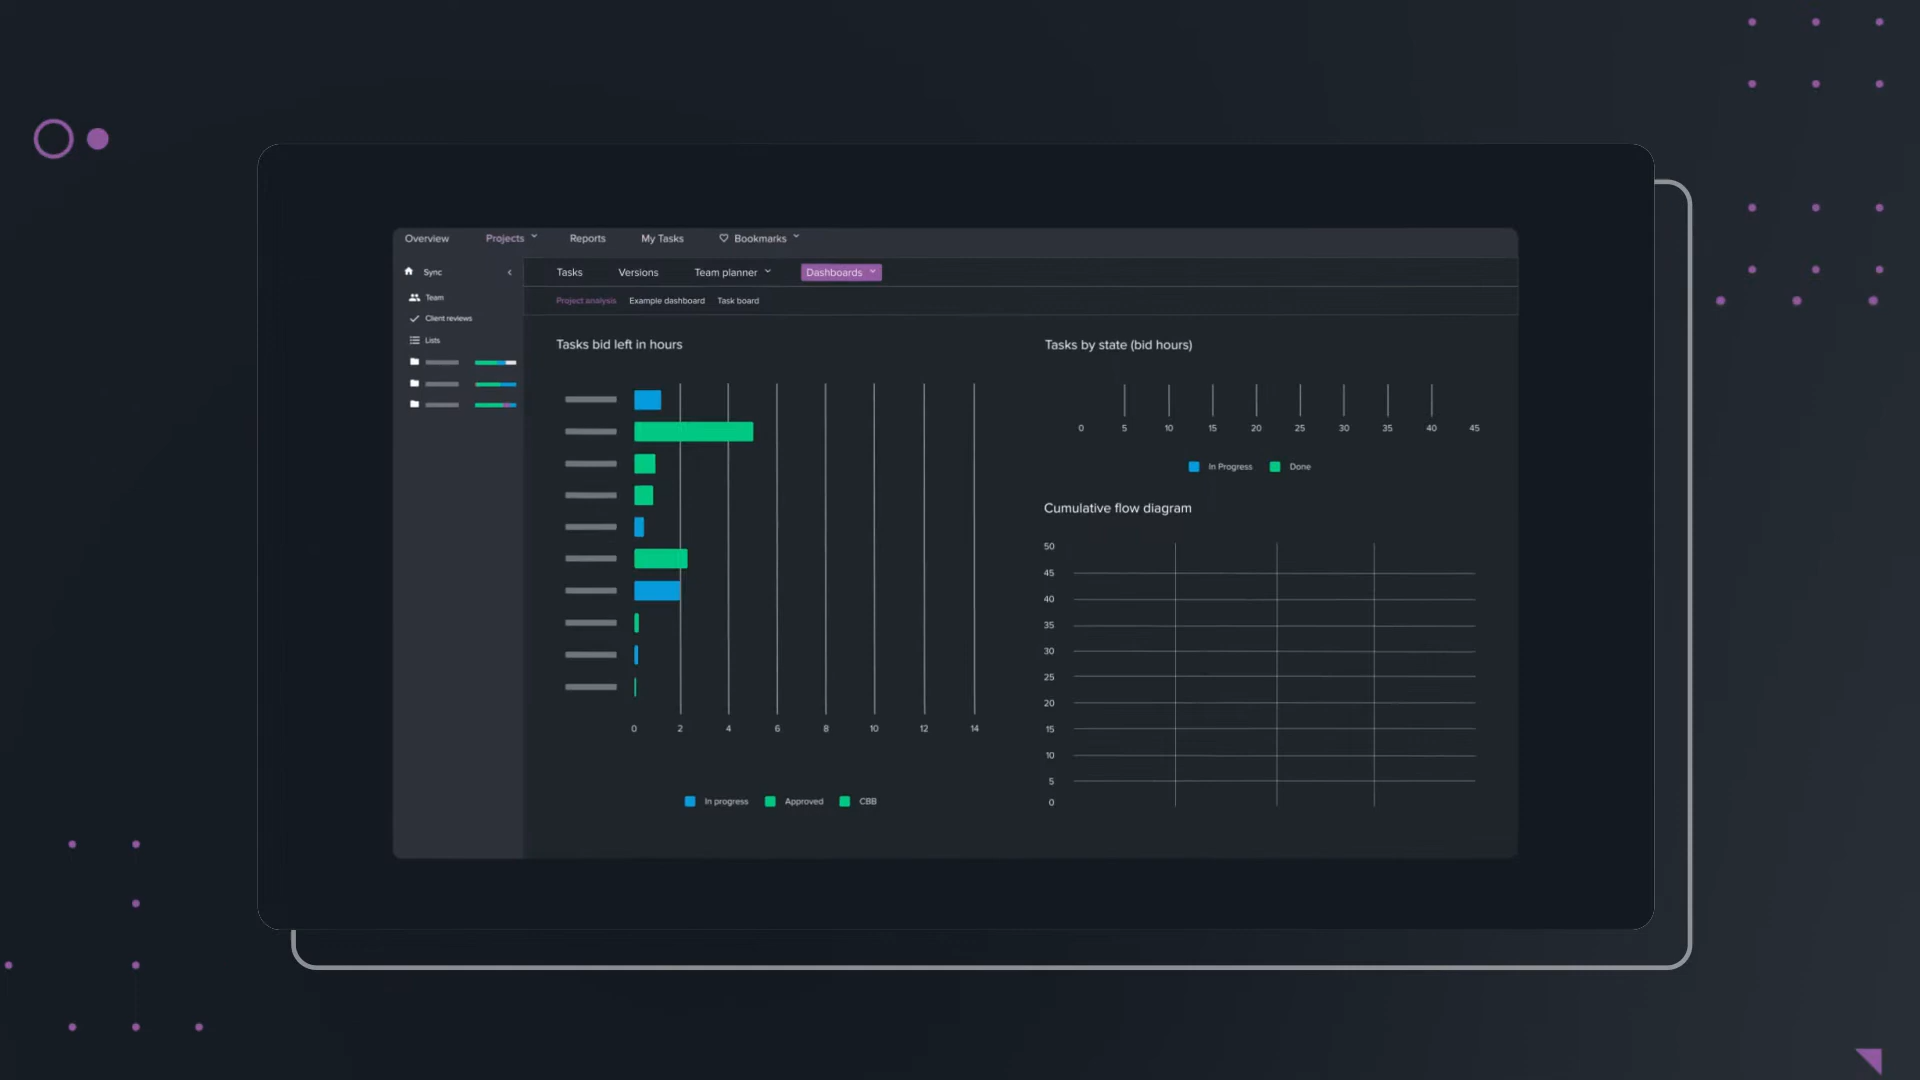 Overview Projects Reports My Tasks Bookmarks
Sync
Team
Client reviews
Lists
Tasks Versions Team planner Dashboards
Project analysis Example dashboard Task board
Tasks bid left in hours
0 2 4 6 8 10 12 14
In progress Approved CBB
Tasks by state (bid hours)
0 5 10 15 20 25 30 35 40 45
In Progress Done
Cumulative flow diagram
50
45
40
35
30
25
20
15
10
5
0